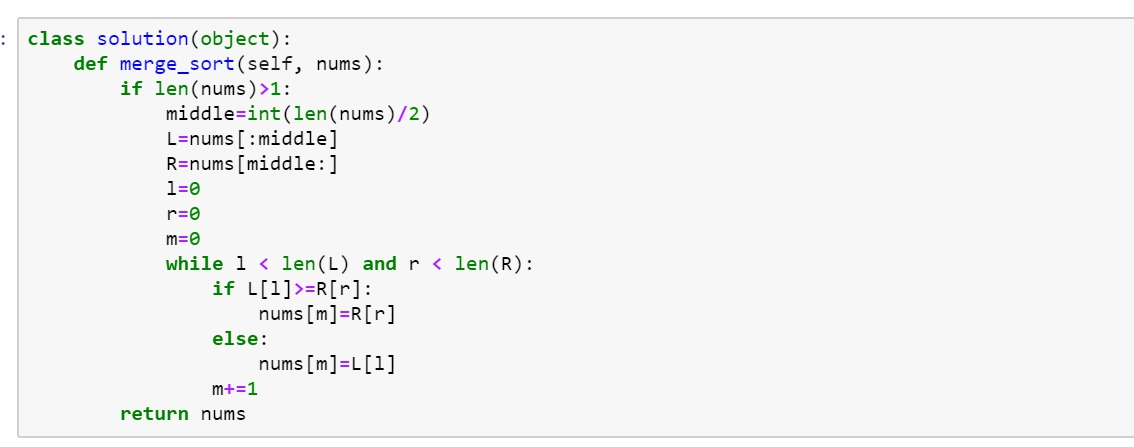 : class solution(object):
    def merge_sort(self, nums):
        if len(nums)>1:
            middle=int(len(nums)/2)
            L=nums[:middle]
            R=nums[middle:]
            l=0
            r=0
            m=0
            while l < len(L) and r < len(R):
                if L[l]>=R[r]:
                    nums[m]=R[r]
                else:
                    nums[m]=L[l]
                m+=1
        return nums